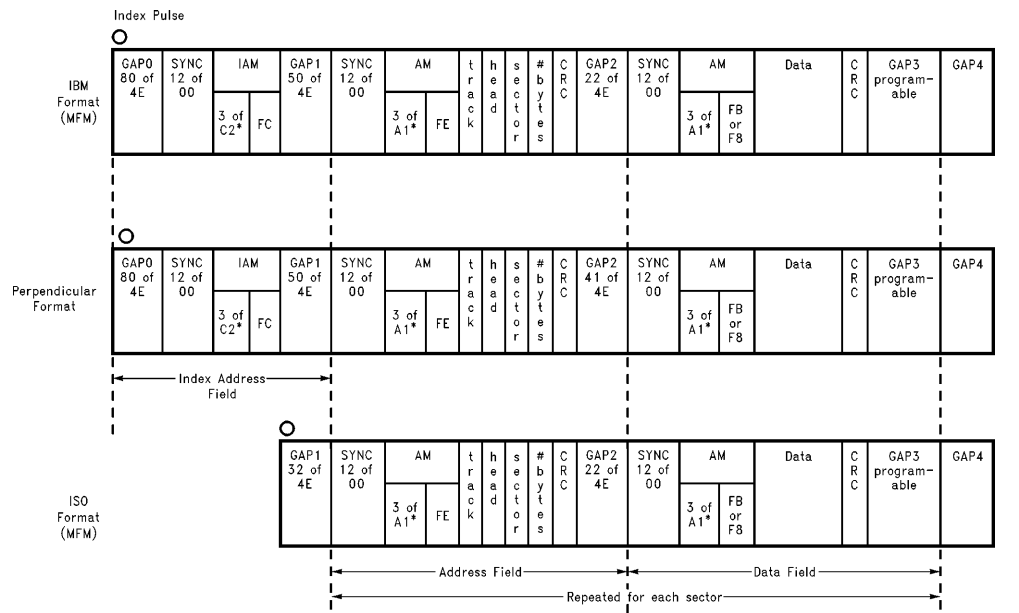 Index Pulse
IBM
Format
(MFM)
GAP0
80 of
4E
SYNC
12 of
00
IAM
3 of
C2*
FC
GAP1
50 of
4E
SYNC
12 of
00
AM
3 of
A1*
FE
track
head
sector
# bytes
CRC
GAP2
22 of
4E
SYNC
12 of
00
AM
3 of
A1*
FB
or
F8
Data
CRC
GAP3
program-
able
GAP4
Perpendicular
Format
GAP0
80 of
4E
SYNC
12 of
00
IAM
3 of
C2*
FC
GAP1
50 of
4E
SYNC
12 of
00
AM
3 of
A1*
FE
track
head
sector
# bytes
CRC
GAP2
41 of
4E
SYNC
12 of
00
AM
3 of
A1*
FB
or
F8
Data
CRC
GAP3
program-
able
GAP4
Index Address
Field
ISO
Format
(MFM)
GAP1
32 of
4E
SYNC
12 of
00
AM
3 of
A1*
FE
track
head
sector
# bytes
CRC
GAP2
22 of
4E
SYNC
12 of
00
AM
3 of
A1*
FB
or
F8
Data
CRC
GAP3
program-
able
GAP4
Address Field
Data Field
Repeated for each sector